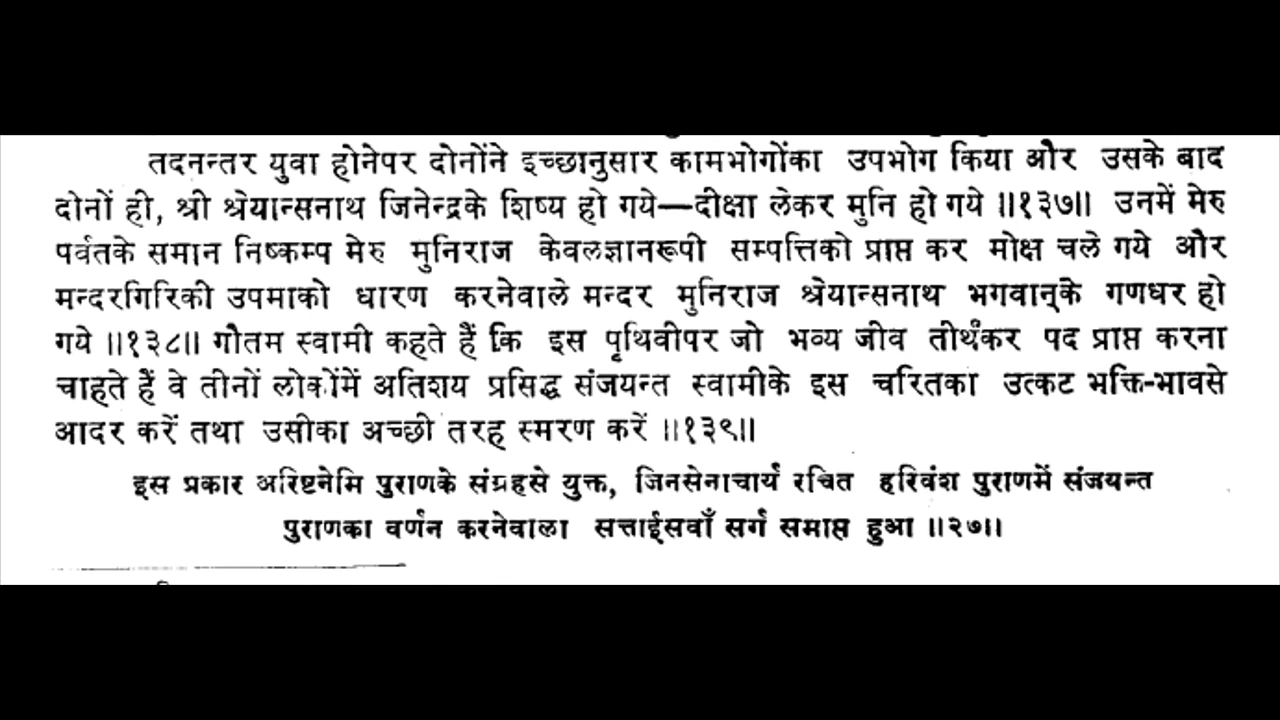 तदनन्तर युवा होनेपर दोनोंने इच्छानुसार कामभोगोंका उपभोग किया और उसके बाद
दोनों ही, श्री श्रेयान्सनाथ जिनेन्द्रके शिष्य हो गये—दीक्षा लेकर मुनि हो गये ॥१३७॥ उनमें मेरु
पर्वतके समान निष्कम्प मेरु मुनिराज केवलज्ञानरूपी सम्पत्तिको प्राप्त कर मोक्ष चले गये और
मन्दरगिरिकी उपमाको धारण करनेवाले मन्दर मुनिराज श्रेयान्सनाथ भगवान्‌के गणधर हो
गये ॥१३८॥ गौतम स्वामी कहते हैं कि इस पृथिवीपर जो भव्य जीव तीर्थंकर पद प्राप्त करना
चाहते हैं वे तीनों लोकोंमें अतिशय प्रसिद्ध संजयन्त स्वामीके इस चरितका उत्कट भक्ति-भावसे
आदर करें तथा उसीका अच्छी तरह स्मरण करें ॥१३९॥
इस प्रकार अरिष्टनेमि पुराणके संग्रहसे युक्त, जिनसेनाचार्य रचित हरिवंश पुराणमें संजयन्त
पुराणका वर्णन करनेवाला सत्ताईसवाँ सर्ग समाप्त हुआ ॥२७॥